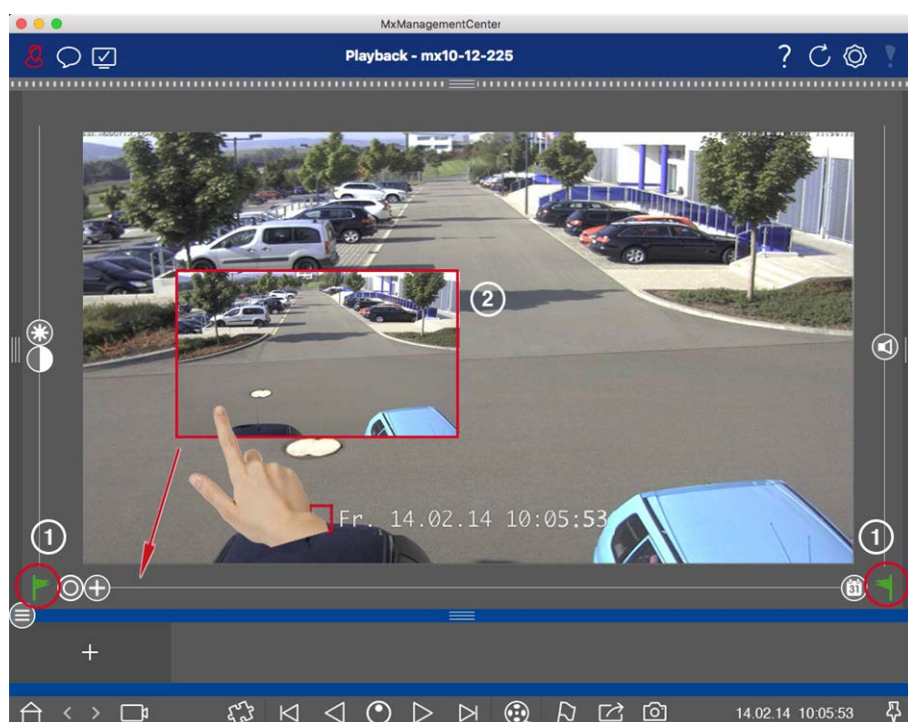 MxManagementCenter
Playback - mx10-12-225
?
2
Fr. 14.02.14 10:05:53
1
1
31
+
14.02.14 10:05:53